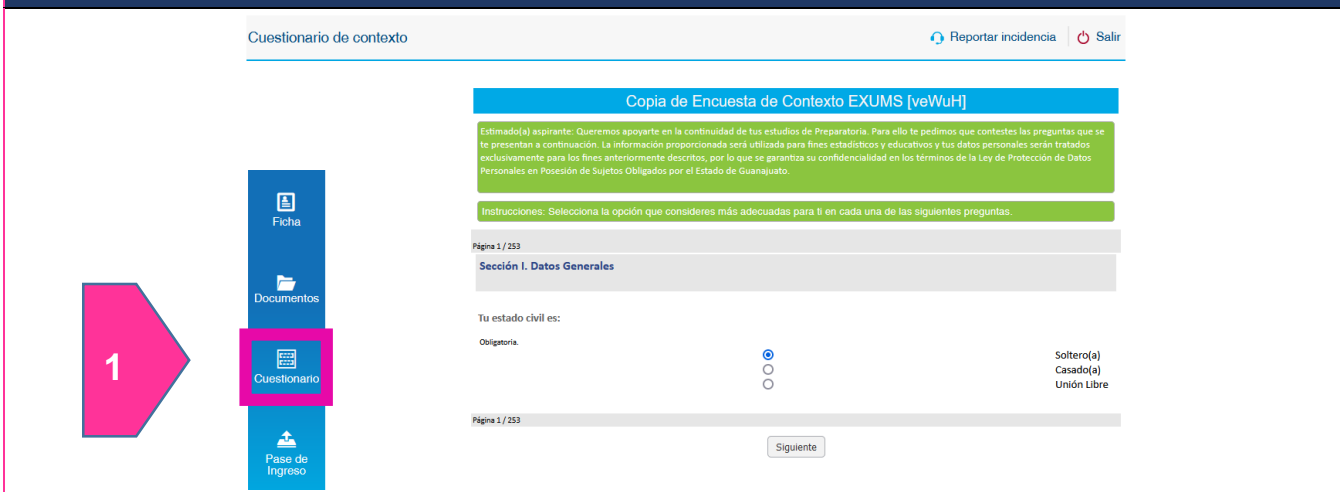 Cuestionario de contexto
Reportar incidencia
Salir
Copia de Encuesta de Contexto EXUMS [veWuH]
Estimado(a) aspirante: Queremos apoyarte en la continuidad de tus estudios de Preparatoria. Para ello te pedimos que contestes las preguntas que se
te presentan a continuación. La información proporcionada será utilizada para fines estadísticos y educativos y tus datos personales serán tratados
exclusivamente para los fines anteriormente descritos, por lo que se garantiza su confidencialidad en los términos de la Ley de Protección de Datos
Personales en Posesión de Sujetos Obligados por el Estado de Guanajuato.
Instrucciones: Selecciona la opción que consideres más adecuadas para ti en cada una de las siguientes preguntas.
Página 1 / 253
Sección I. Datos Generales
Tu estado civil es:
Obligatoria.
Soltero(a)
Casado(a)
Unión Libre
Página 1 / 253
Siguiente
Ficha
Documentos
Cuestionario
Pase de
Ingreso
1